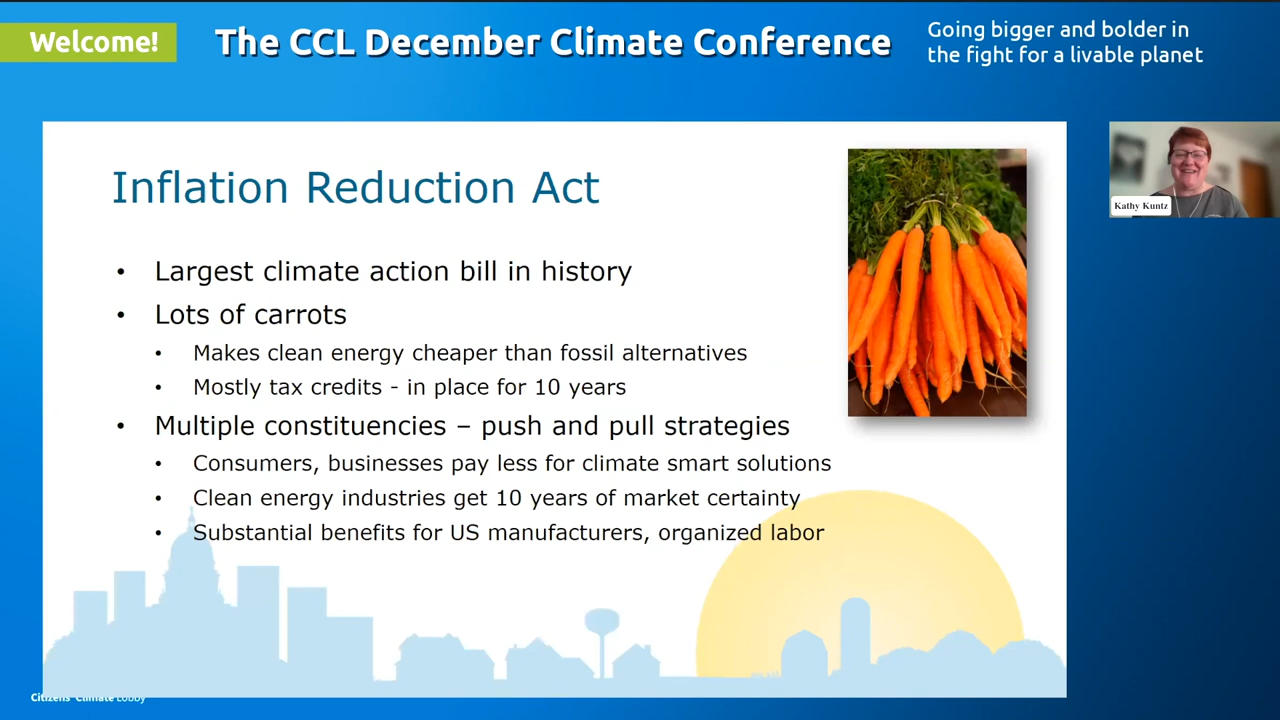 Welcome!
The CCL December Climate Conference
Going bigger and bolder in
the fight for a livable planet
Inflation Reduction Act
• Largest climate action bill in history
• Lots of carrots
• Makes clean energy cheaper than fossil alternatives
• Mostly tax credits - in place for 10 years
• Multiple constituencies – push and pull strategies
• Consumers, businesses pay less for climate smart solutions
• Clean energy industries get 10 years of market certainty
• Substantial benefits for US manufacturers, organized labor
Kathy Kuntz
Citizens' Climate Lobby